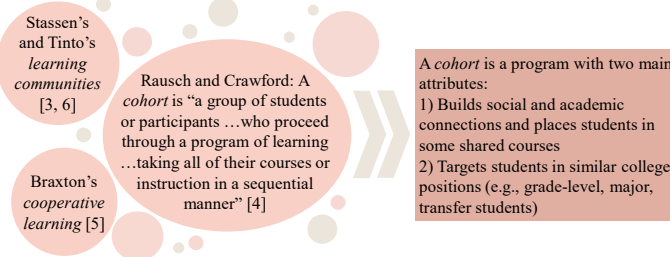 Stassen's
and Tinto's
learning
communities
[3, 6]
Rausch and Crawford: A
cohort is “a group of students
or participants …who proceed
through a program of learning
…taking all of their courses or
instruction in a sequential
manner” [4]
Braxton's
cooperative
learning [5]
A cohort is a program with two main
attributes:
1) Builds social and academic
connections and places students in
some shared courses
2) Targets students in similar college
positions (e.g., grade-level, major,
transfer students)